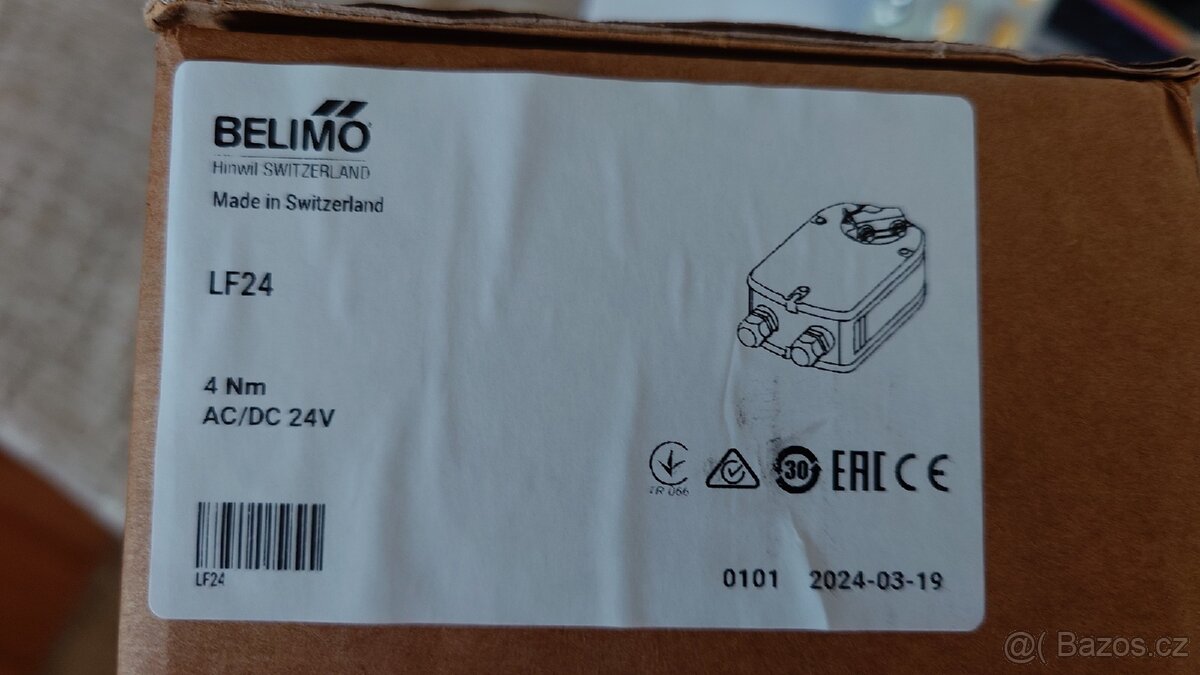 BELIMO
Hinwil SWITZERLAND
Made in Switzerland
LF24
4 Nm
AC/DC 24V
TR 066
30
EAC CE
LF24
0101 2024-03-19
@( Bazos.cz